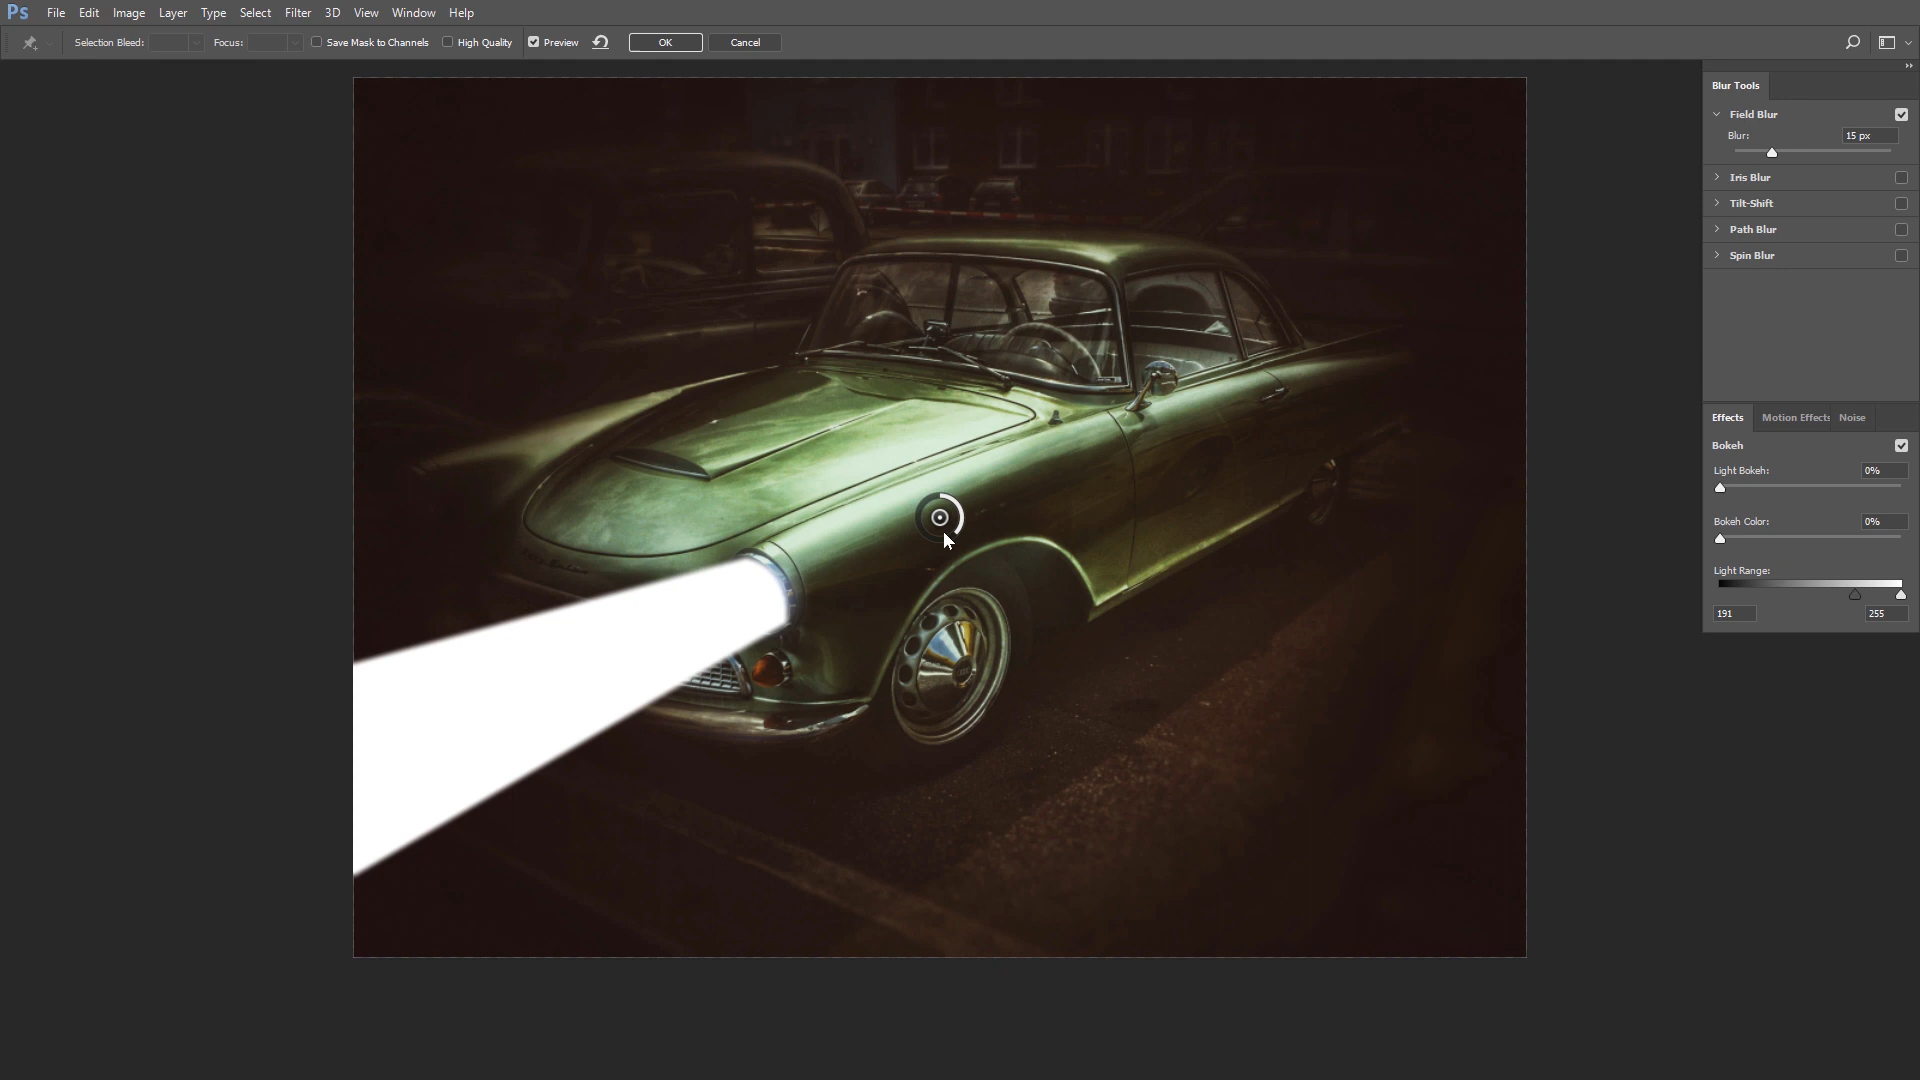 Ps File Edit Image Layer Type Select Filter 3D View Window Help
Selection Bleed: Focus: Save Mask to Channels High Quality Preview OK Cancel
Blur Tools
Field Blur
Blur: 15 px
Iris Blur
Tilt-Shift
Path Blur
Spin Blur
Effects Motion Effects Noise
Bokeh
Light Bokeh: 0%
Bokeh Color: 0%
Light Range:
191 255